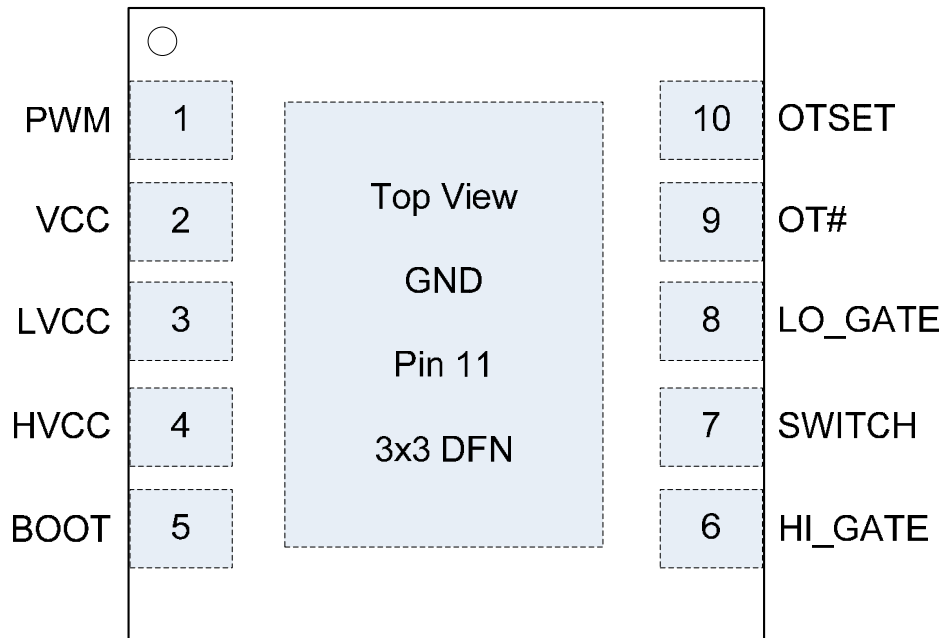 PWM 1 10 OTSET
Top View
VCC 2 9 OT#
GND
LVCC 3 8 LO_GATE
Pin 11
HVCC 4 7 SWITCH
3x3 DFN
BOOT 5 6 HI_GATE